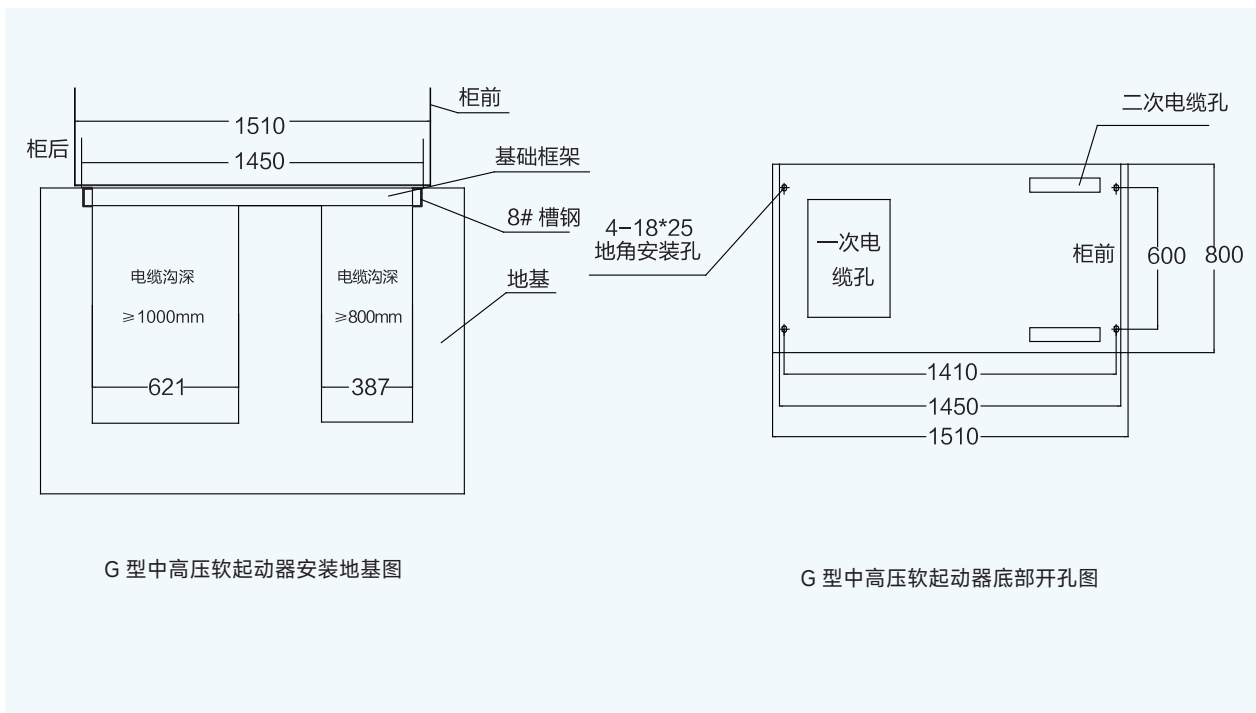 柜前
1510
柜后
1450
基础框架
8# 槽钢
地基
电缆沟深
≥1000mm
621
电缆沟深
≥800mm
387
G 型中高压软起动器安装地基图
二次电缆孔
4-18*25
地角安装孔
一次电
缆孔
柜前
600
800
1410
1450
1510
G 型中高压软起动器底部开孔图